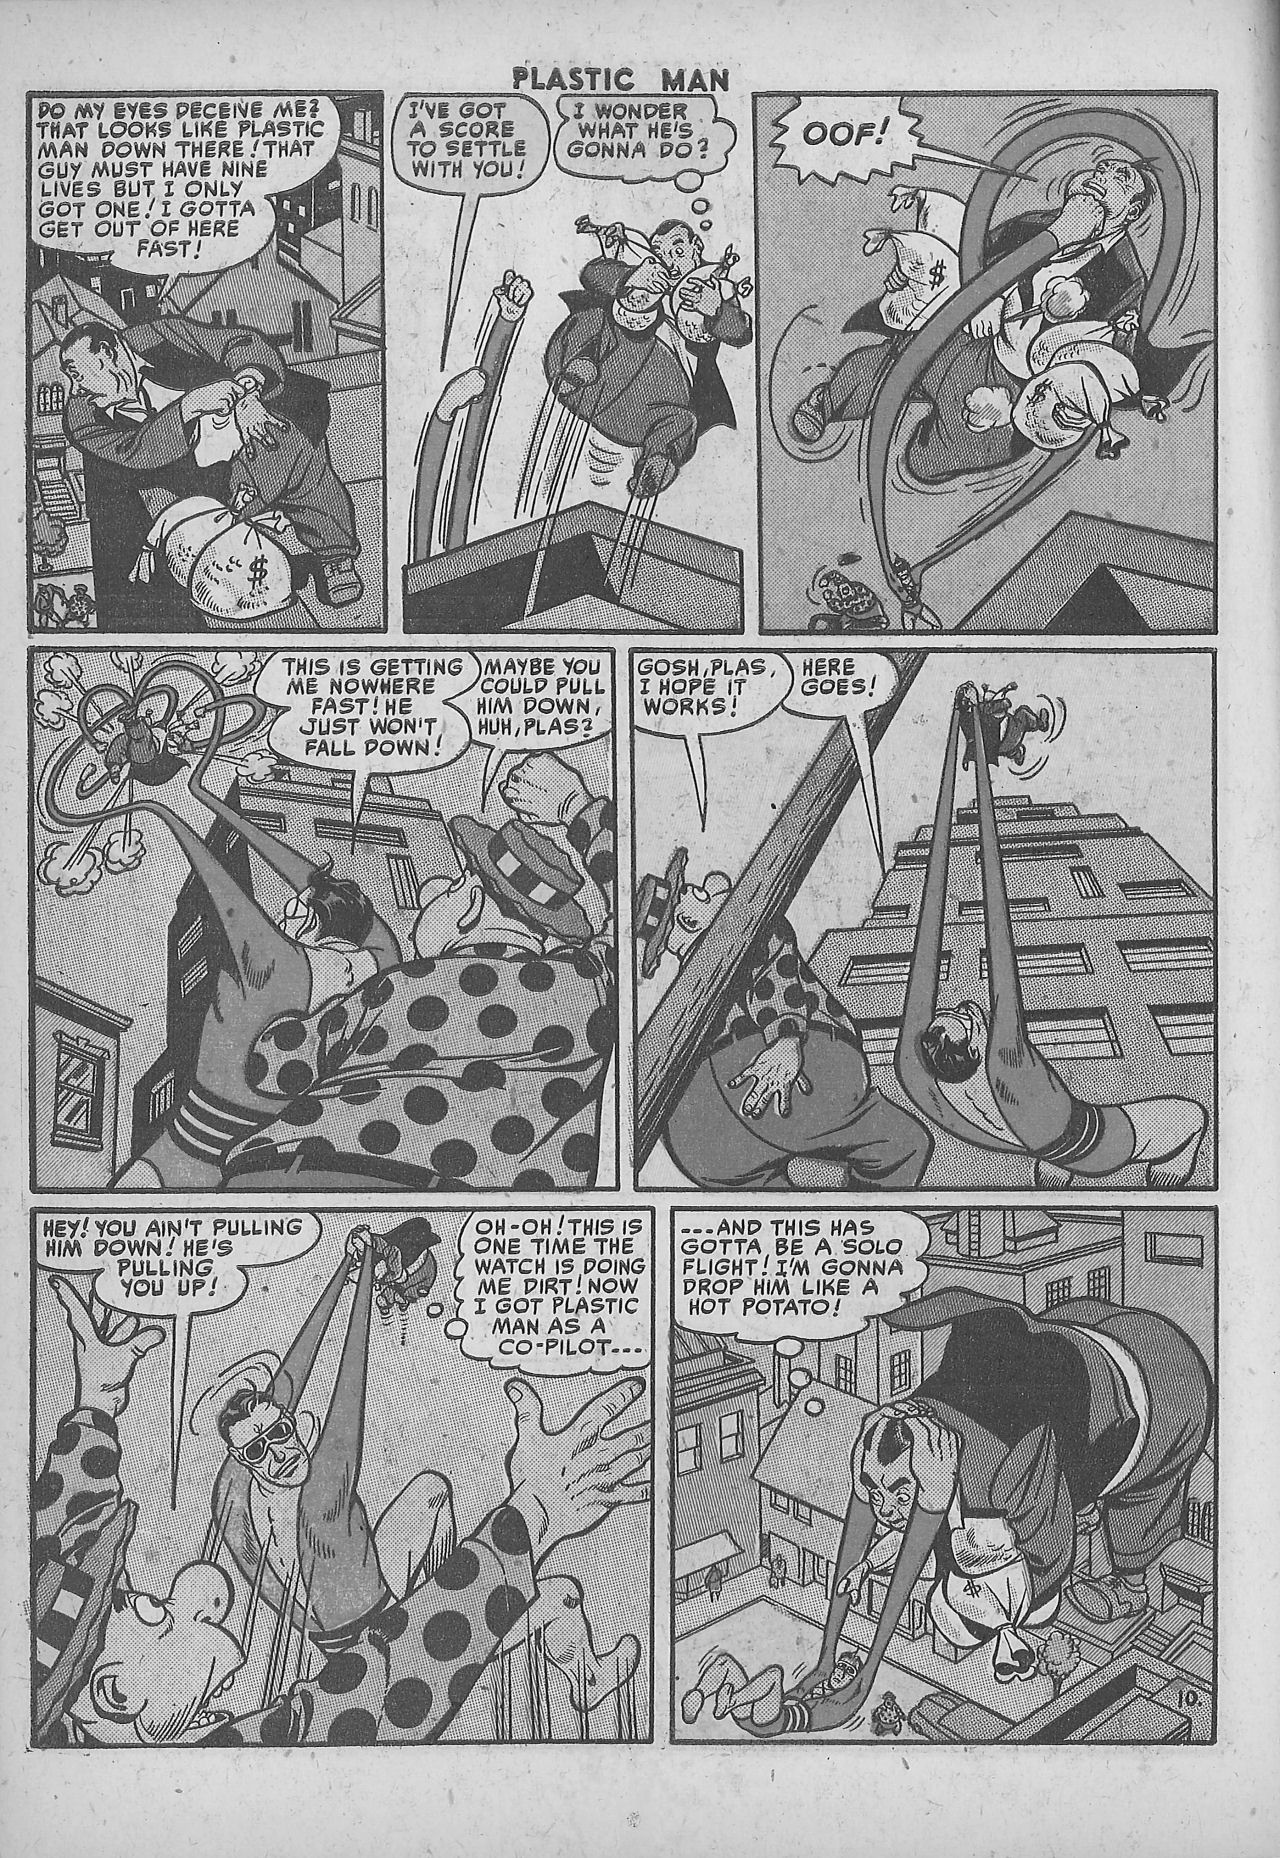 PLASTIC MAN
DO MY EYES DECEIVE ME?
THAT LOOKS LIKE PLASTIC
MAN DOWN THERE! THAT
GUY MUST HAVE NINE
LIVES BUT I ONLY
GOT ONE! I GOTTA
GET OUT OF HERE
FAST!
$
I'VE GOT
A SCORE
TO SETTLE
WITH YOU!
I WONDER
WHAT HE'S
GONNA DO?
$
OOF!
$
$
THIS IS GETTING
ME NOWHERE
FAST! HE
JUST WON'T
FALL DOWN!
MAYBE YOU
COULD PULL
HIM DOWN,
HUH, PLAS?
GOSH, PLAS,
I HOPE IT
WORKS!
HERE
GOES!
HEY! YOU AIN'T PULLING
HIM DOWN! HE'S
PULLING
YOU UP!
OH-OH! THIS IS
ONE TIME THE
WATCH IS DOING
ME DIRT! NOW
I GOT PLASTIC
MAN AS A
CO-PILOT...
...AND THIS HAS
GOTTA BE A SOLO
FLIGHT! I'M GONNA
DROP HIM LIKE A
HOT POTATO!
$
10